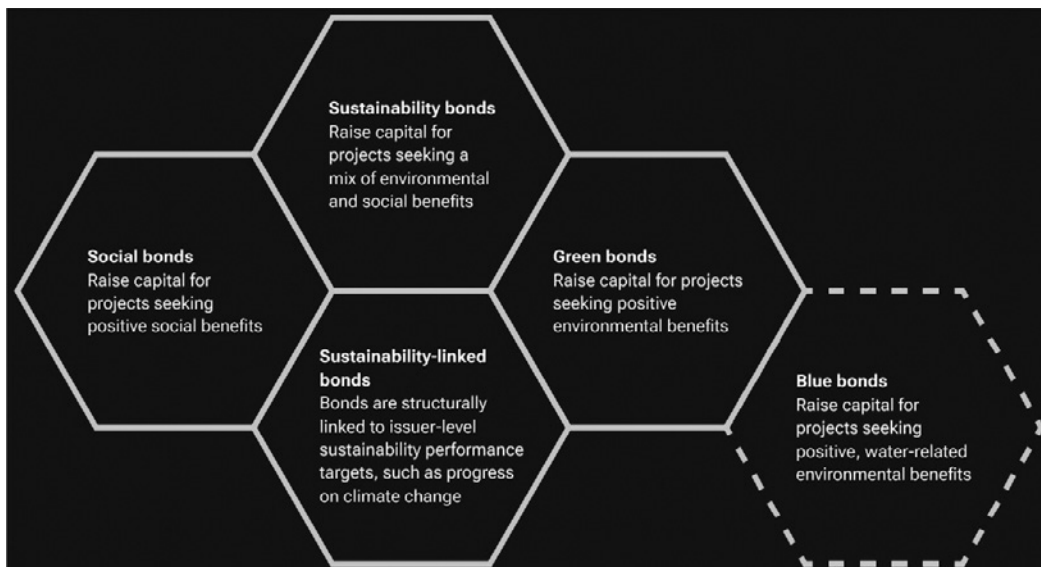 Sustainability bonds
Raise capital for
projects seeking a
mix of environmental
and social benefits
Social bonds
Raise capital for
projects seeking
positive social benefits
Green bonds
Raise capital for projects
seeking positive
environmental benefits
Sustainability-linked
bonds
Bonds are structurally
linked to issuer-level
sustainability performance
targets, such as progress
on climate change
Blue bonds
Raise capital for
projects seeking
positive, water-related
environmental benefits